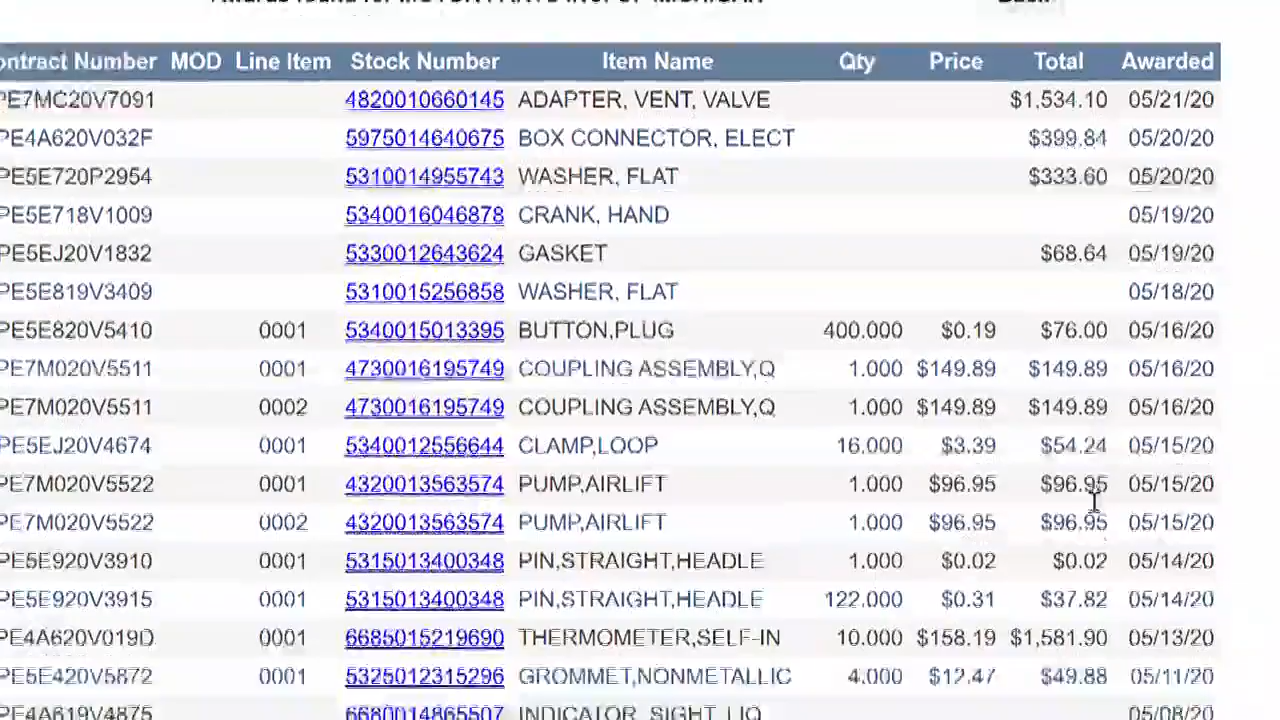 ontract Number MOD Line Item Stock Number Item Name Qty Price Total Awarded
PE7MC20V7091 4820010660145 ADAPTER, VENT, VALVE $1,534.10 05/21/20
PE4A620V032F 5975014640675 BOX CONNECTOR, ELECT $399.84 05/20/20
PE5E720P2954 5310014955743 WASHER, FLAT $333.60 05/20/20
PE5E718V1009 5340016046878 CRANK, HAND 05/19/20
PE5EJ20V1832 5330012643624 GASKET $68.64 05/19/20
PE5E819V3409 5310015256858 WASHER, FLAT 05/18/20
PE5E820V5410 0001 5340015013395 BUTTON,PLUG 400.000 $0.19 $76.00 05/16/20
PE7M020V5511 0001 4730016195749 COUPLING ASSEMBLY,Q 1.000 $149.89 $149.89 05/16/20
PE7M020V5511 0002 4730016195749 COUPLING ASSEMBLY,Q 1.000 $149.89 $149.89 05/16/20
PE5EJ20V4674 0001 5340012556644 CLAMP,LOOP 16.000 $3.39 $54.24 05/15/20
PE7M020V5522 0001 4320013563574 PUMP,AIRLIFT 1.000 $96.95 $96.95 05/15/20
PE7M020V5522 0002 4320013563574 PUMP,AIRLIFT 1.000 $96.95 $96.95 05/15/20
PE5E920V3910 0001 5315013400348 PIN,STRAIGHT,HEADLE 1.000 $0.02 $0.02 05/14/20
PE5E920V3915 0001 5315013400348 PIN,STRAIGHT,HEADLE 122.000 $0.31 $37.82 05/14/20
PE4A620V019D 0001 6685015219690 THERMOMETER,SELF-IN 10.000 $158.19 $1,581.90 05/13/20
PE5E420V5872 0001 5325012315296 GROMMET,NONMETALLIC 4.000 $12.47 $49.88 05/11/20
PE4A619V4875 6680014865507 INDICATOR, SIGHT, LIQ 05/08/20